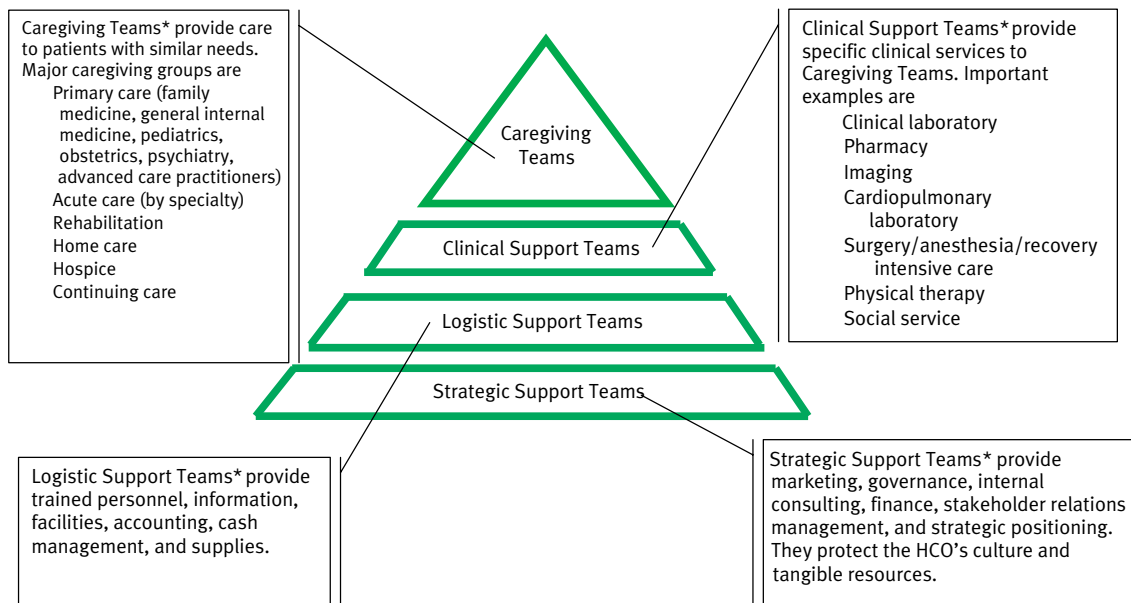 Caregiving Teams* provide care
to patients with similar needs.
Major caregiving groups are
Primary care (family
medicine, general internal
medicine, pediatrics,
obstetrics, psychiatry,
advanced care practitioners)
Acute care (by specialty)
Rehabilitation
Home care
Hospice
Continuing care
Caregiving
Teams
Clinical Support Teams
Logistic Support Teams
Strategic Support Teams
Clinical Support Teams* provide
specific clinical services to
Caregiving Teams. Important
examples are
Clinical laboratory
Pharmacy
Imaging
Cardiopulmonary
laboratory
Surgery/anesthesia/recovery
intensive care
Physical therapy
Social service
Logistic Support Teams* provide
trained personnel, information,
facilities, accounting, cash
management, and supplies.
Strategic Support Teams* provide
marketing, governance, internal
consulting, finance, stakeholder relations
management, and strategic positioning.
They protect the HCO’s culture and
tangible resources.